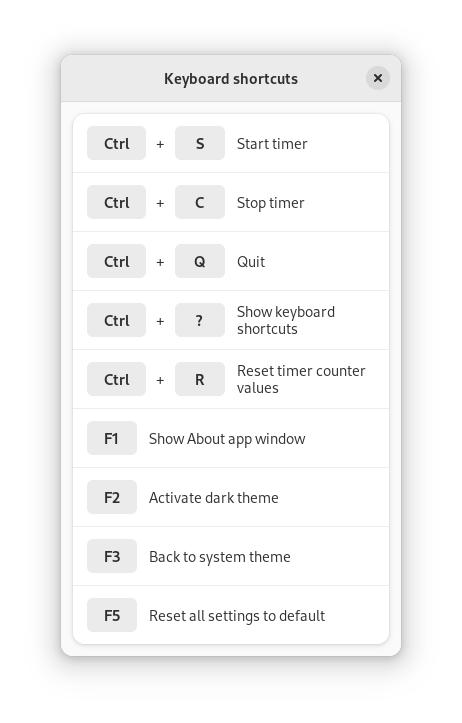 Keyboard shortcuts
Ctrl + S Start timer
Ctrl + C Stop timer
Ctrl + Q Quit
Ctrl + ? Show keyboard
shortcuts
Ctrl + R Reset timer counter
values
F1 Show About app window
F2 Activate dark theme
F3 Back to system theme
F5 Reset all settings to default